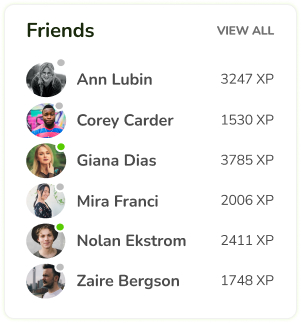 Friends VIEW ALL
Ann Lubin 3247 XP
Corey Carder 1530 XP
Giana Dias 3785 XP
Mira Franci 2006 XP
Nolan Ekstrom 2411 XP
Zaire Bergson 1748 XP